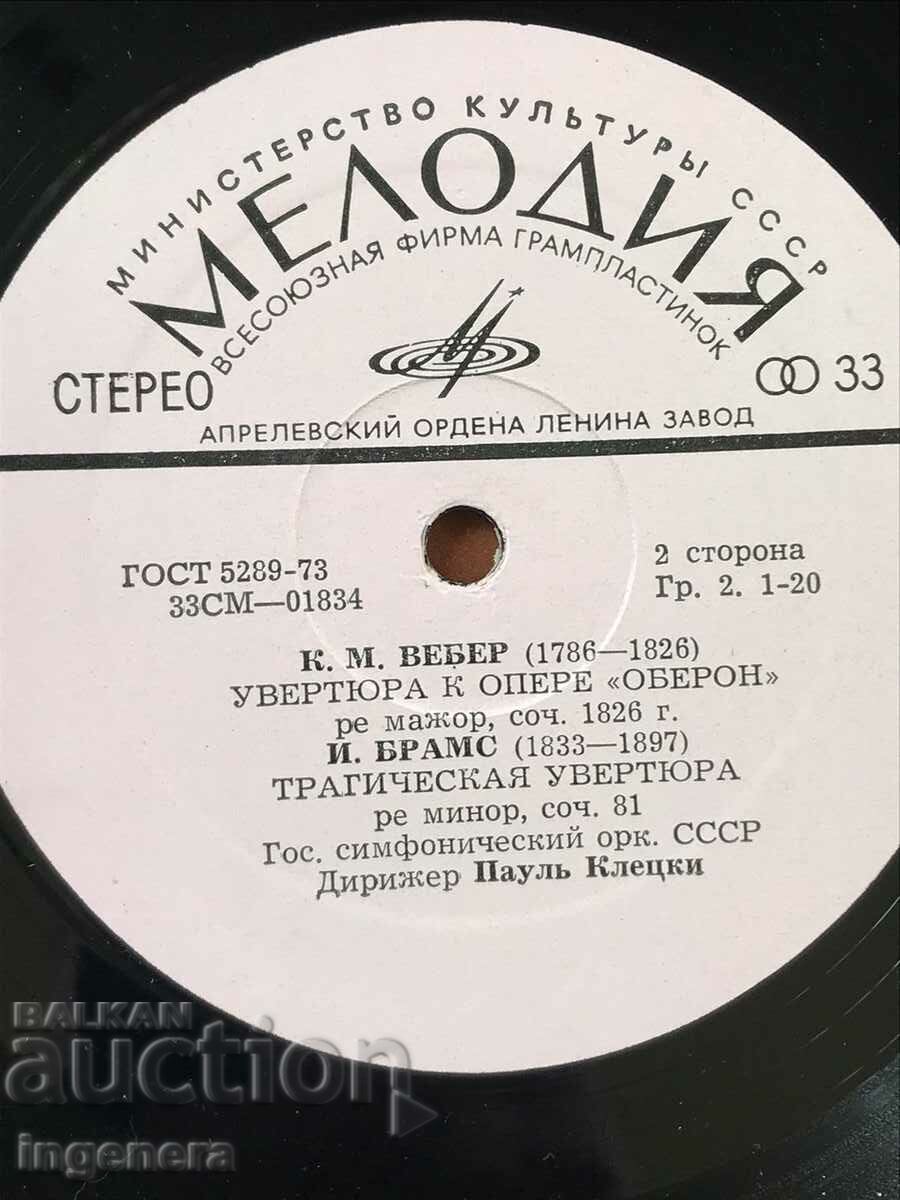 МИНИСТЕРСТВО КУЛЬТУРЫ СССР
МЕЛОДИЯ
ВСЕСОЮЗНАЯ ФИРМА ГРАМПЛАСТИНОК
СТЕРЕО
33
АПРЕЛЕВСКИЙ ОРДЕНА ЛЕНИНА ЗАВОД
ГОСТ 5289-73
33СМ—01834
2 сторона
Гр. 2. 1-20
К. М. ВЕБЕР (1786—1826)
УВЕРТЮРА К ОПЕРЕ «ОБЕРОН»
ре мажор, соч. 1826 г.
Й. БРАМС (1833—1897)
ТРАГИЧЕСКАЯ УВЕРТЮРА
ре минор, соч. 81
Гос. симфонический орк. СССР
Дирижер Пауль Клецки
BALKAN
auction
ingenera